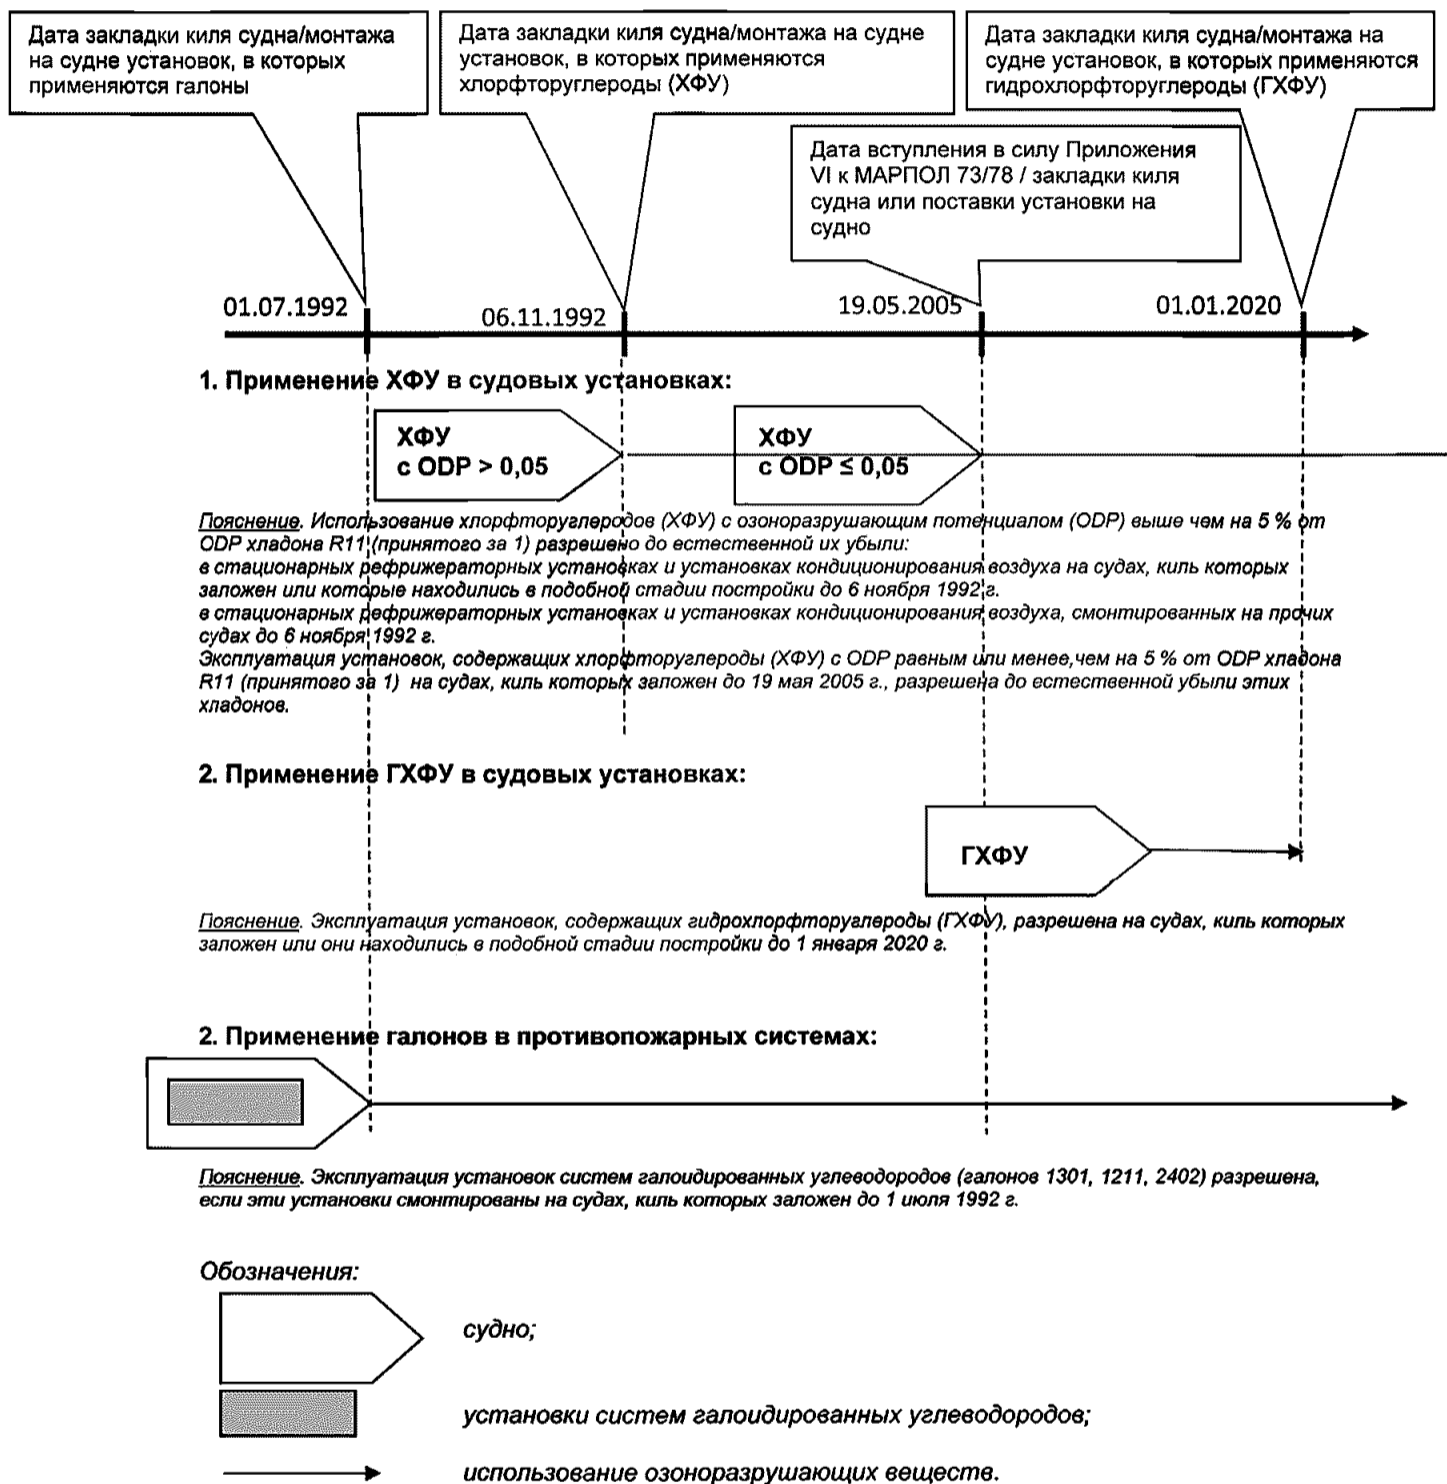 Дата закладки киля судна/монтажа
на судне установок, в которых
применяются галоны
Дата закладки киля судна/монтажа на судне
установок, в которых применяются
хлорфторуглероды (ХФУ)
Дата закладки киля судна/монтажа на
судне установок, в которых применяются
гидрохлорфторуглероды (ГХФУ)
Дата вступления в силу Приложения
VI к МАРПОЛ 73/78 / закладки киля
судна или поставки установки на
судно
01.07.1992
06.11.1992
19.05.2005
01.01.2020
1. Применение ХФУ в судовых установках:
ХФУ
с ODP > 0,05
ХФУ
с ODP ≤ 0,05
Пояснение. Использование хлорфторуглеродов (ХФУ) с озоноразрушающим потенциалом (ODP) выше чем на 5 % от
ODP хладона R11 (принятого за 1) разрешено до естественной их убыли:
в стационарных рефрижераторных установках и установках кондиционирования воздуха на судах, киль которых
заложен или которые находились в подобной стадии постройки до 6 ноября 1992 г.
в стационарных рефрижераторных установках и установках кондиционирования воздуха, смонтированных на прочих
судах до 6 ноября 1992 г.
Эксплуатация установок, содержащих хлорфторуглероды (ХФУ) с ODP равным или менее,чем на 5 % от ODP хладона
R11 (принятого за 1) на судах, киль которых заложен до 19 мая 2005 г., разрешена до естественной убыли этих
хладонов.
2. Применение ГХФУ в судовых установках:
ГХФУ
Пояснение. Эксплуатация установок, содержащих гидрохлорфторуглероды (ГХФУ), разрешена на судах, киль которых
заложен или они находились в подобной стадии постройки до 1 января 2020 г.
2. Применение галонов в противопожарных системах:
Пояснение. Эксплуатация установок систем галоидированных углеводородов (галонов 1301, 1211, 2402) разрешена,
если эти установки смонтированы на судах, киль которых заложен до 1 июля 1992 г.
Обозначения:
судно;
установки систем галоидированных углеводородов;
использование озоноразрушающих веществ.